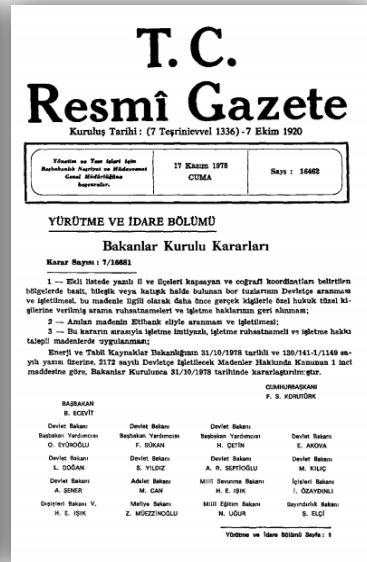 T. C.
Resmî Gazete
Kuruluş Tarihi : (7 Teşrinievvel 1336) - 7 Ekim 1920
Yönetim ve Yazı işleri için
Başbakanlık Neşriyat ve Müdevvenat
Genel Müdürlüğüne
başvurulur.
17 Kasım 1978
CUMA
Sayı : 16462
YÜRÜTME VE İDARE BÖLÜMÜ
Bakanlar Kurulu Kararları
Karar Sayısı : 7/16681
1 — Ekli listede yazılı il ve ilçeleri kapsayan ve coğrafi koordinatları belirtilen
bölgelerde basit, bileşik veya katışık halde bulunan bor tuzlarının Devletçe aranması
ve işletilmesi, bu madenle ilgili olarak daha önce gerçek kişilerle özel hukuk tüzel ki-
şilerine verilmiş arama ruhsatnameleri ve işletme haklarının geri alınması;
2 — Anılan madenin Etibank eliyle aranması ve işletilmesi;
3 — Bu kararın sırasıyla işletme imtiyazlı, işletme ruhsatnameli ve işletme hakkı
talepli madenlerde uygulanması;
Enerji ve Tabiî Kaynaklar Bakanlığının 31/10/1978 tarihli ve 130/141-1/1149 sa-
yılı yazısı üzerine, 2172 sayılı Devletçe İşletilecek Madenler Hakkında Kanunun 1 inci
maddesine göre, Bakanlar Kurulunca 31/10/1978 tarihinde kararlaştırılmıştır.
CUMHURBAŞKANI
F. S. KORUTÜRK
BAŞBAKAN
B. ECEVİT
Devlet Bakanı Devlet Bakanı Devlet Bakanı Devlet Bakanı
Başbakan Yardımcısı Başbakan Yardımcısı Başbakan Yardımcısı
O. EYÜBOĞLU F. SÜKAN H. ÇETİN E. AKOVA
Devlet Bakanı Devlet Bakanı Devlet Bakanı Devlet Bakanı
L. DOĞAN S. YILDIZ A. R. SEPTİOĞLU M. KILIÇ
Devlet Bakanı Adalet Bakanı Millî Savunma Bakanı İçişleri Bakanı
A. ŞENER M. CAN H. E. IŞIK İ. ÖZAYDINLI
Dışişleri Bakanı V. Maliye Bakanı Millî Eğitim Bakanı Bayındırlık Bakanı
H. E. IŞIK Z. MÜEZZİNOĞLU N. UĞUR Ş. ELÇİ
Yürütme ve İdare Bölümü Sayfa : 1